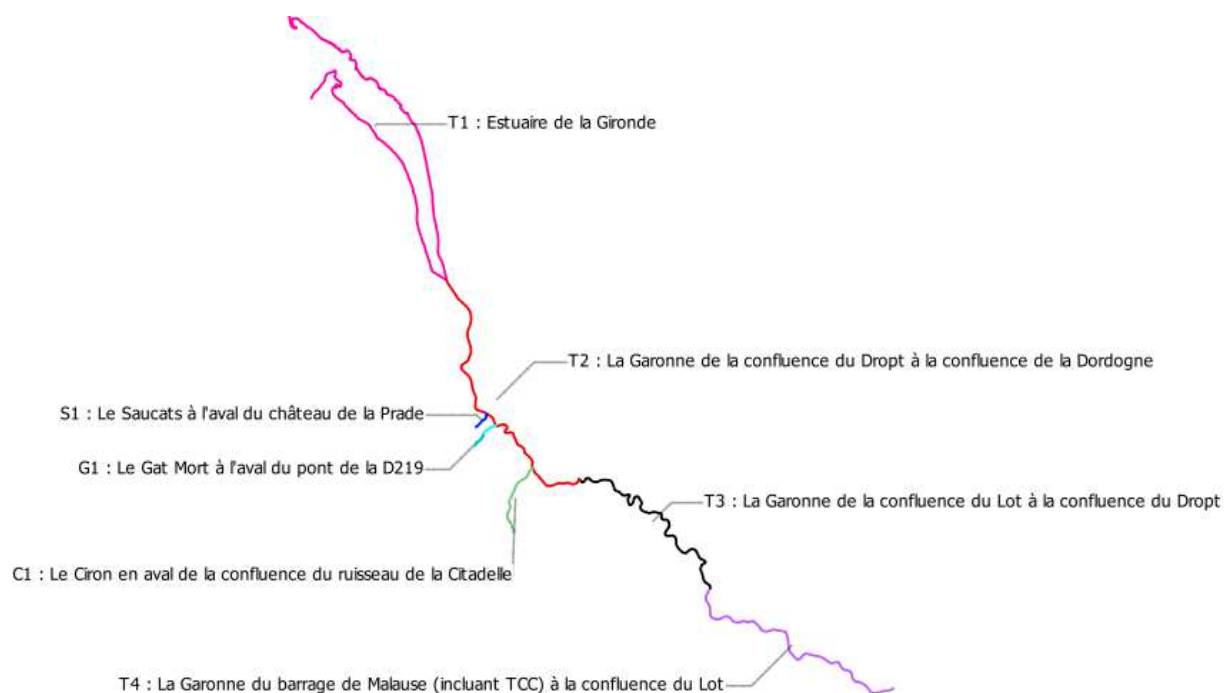 T1 : Estuaire de la Gironde
T2 : La Garonne de la confluence du Dropt à la confluence de la Dordogne
S1 : Le Saucats à l'aval du château de la Prade
G1 : Le Gat Mort à l'aval du pont de la D219
T3 : La Garonne de la confluence du Lot à la confluence du Dropt
C1 : Le Ciron en aval de la confluence du ruisseau de la Citadelle
T4 : La Garonne du barrage de Malause (incluant TCC) à la confluence du Lot